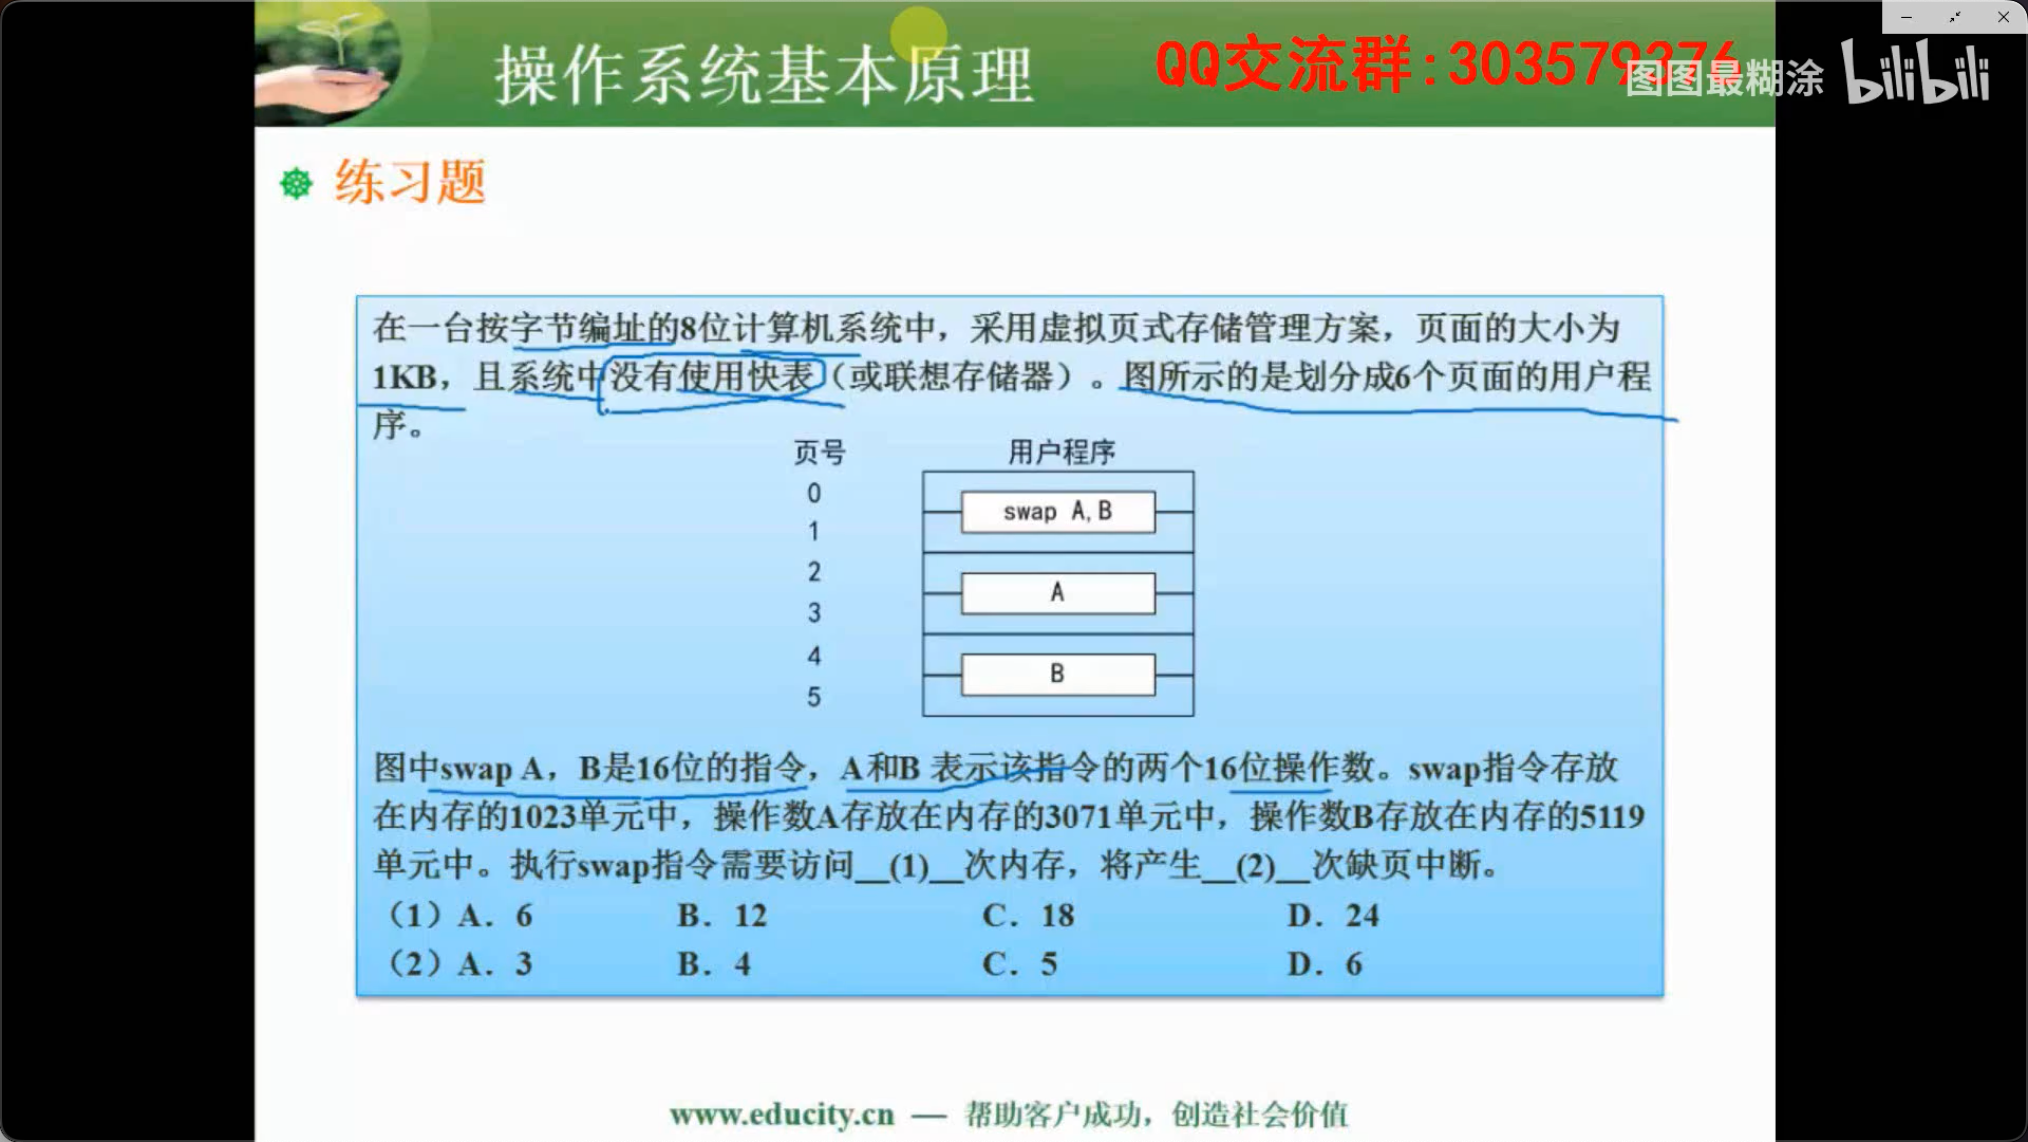 操作系统基本原理
QQ交流群:303579376
图图最糊涂 bilibili
练习题
在一台按字节编址的8位计算机系统中，采用虚拟页式存储管理方案，页面的大小为
1KB，且系统中没有使用快表（或联想存储器）。图所示的是划分成6个页面的用户程
序。
页号 用户程序
0
swap A,B
1
2
A
3
4
B
5
图中swap A，B是16位的指令，A和B 表示该指令的两个16位操作数。swap指令存放
在内存的1023单元中，操作数A存放在内存的3071单元中，操作数B存放在内存的5119
单元中。执行swap指令需要访问__(1)__次内存，将产生__(2)__次缺页中断。
（1）A．6 B．12 C．18 D．24
（2）A．3 B．4 C．5 D．6
www.educity.cn — 帮助客户成功，创造社会价值